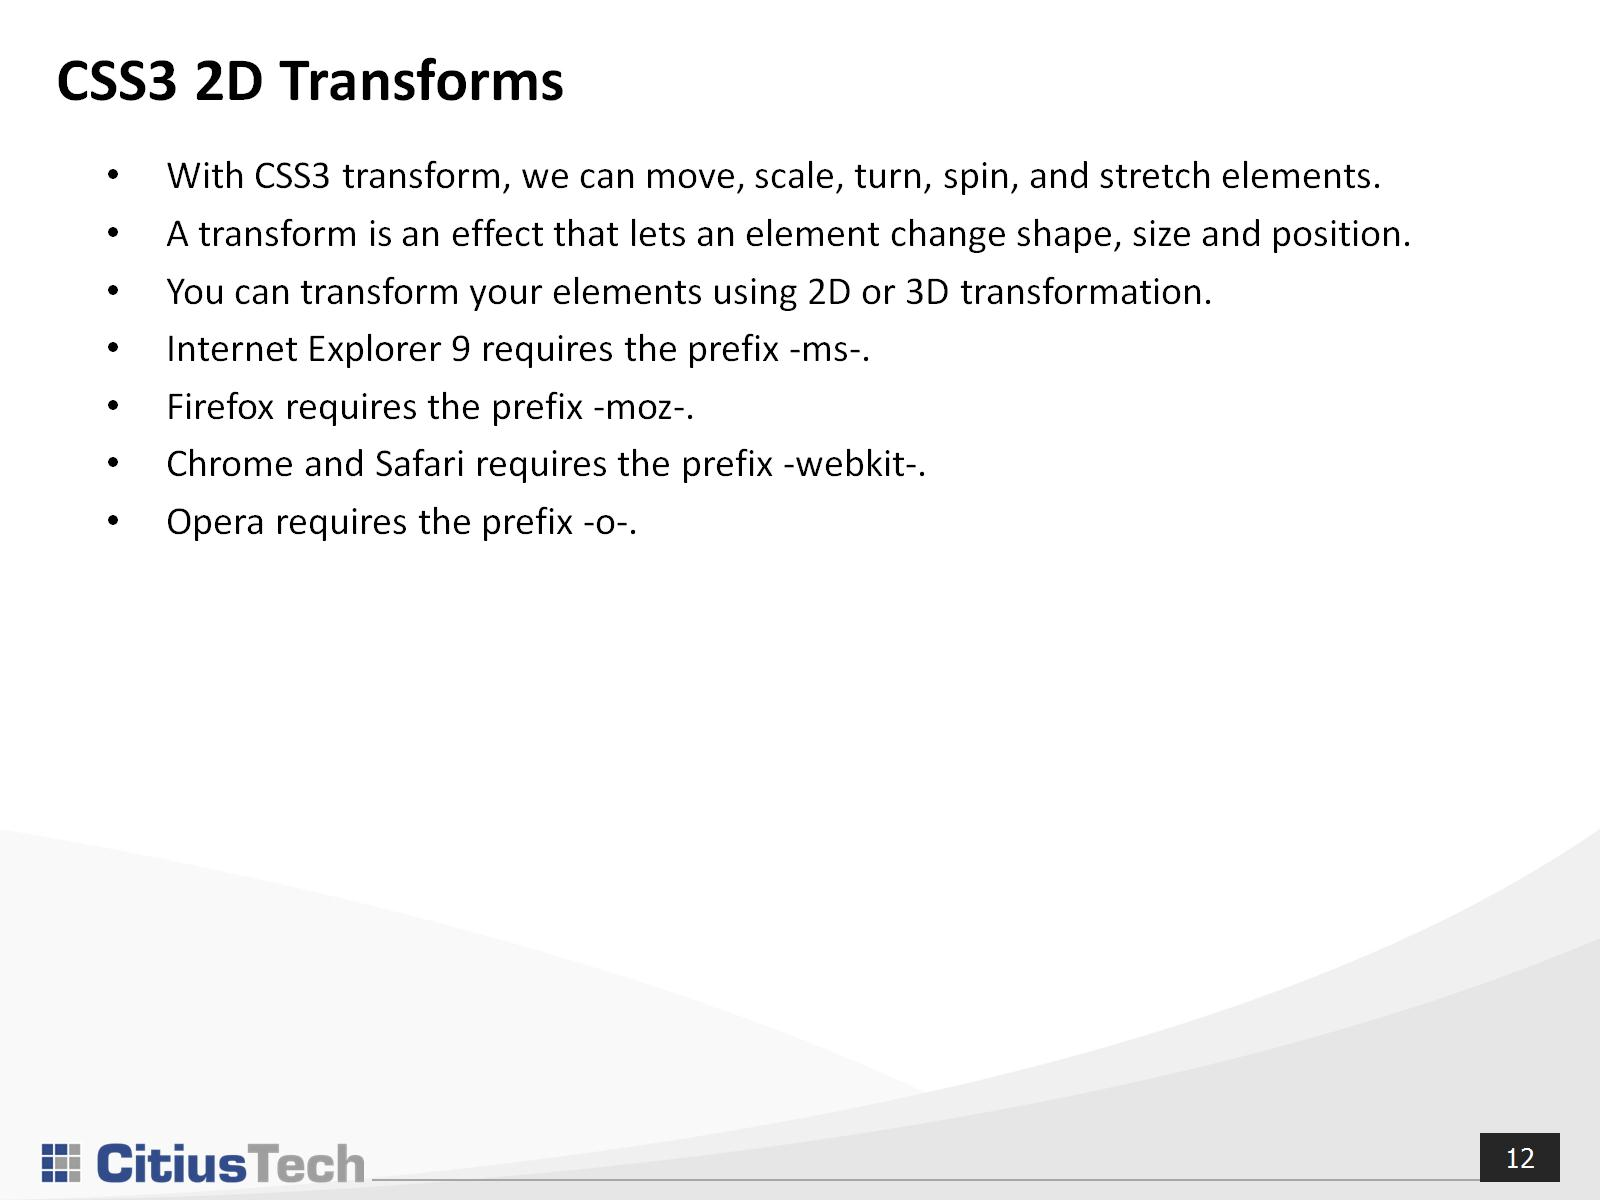 CSS3 2D Transforms
• With CSS3 transform, we can move, scale, turn, spin, and stretch elements.
• A transform is an effect that lets an element change shape, size and position.
• You can transform your elements using 2D or 3D transformation.
• Internet Explorer 9 requires the prefix -ms-.
• Firefox requires the prefix -moz-.
• Chrome and Safari requires the prefix -webkit-.
• Opera requires the prefix -o-.
CitiusTech
12